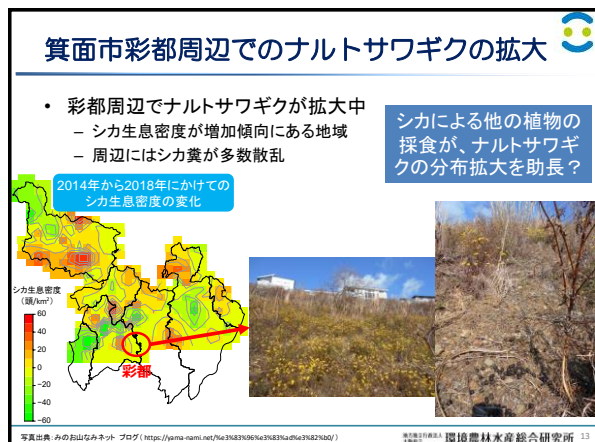 箕面市彩都周辺でのナルトサワギクの拡大
• 彩都周辺でナルトサワギクが拡大中
– シカ生息密度が増加傾向にある地域
– 周辺にはシカ糞が多数散乱
シカによる他の植物の
採食が、ナルトサワギ
クの分布拡大を助長？
2014年から2018年にかけての
シカ生息密度の変化
シカ生息密度
(頭/km²)
60
40
20
0
−20
−40
−60
彩都
写真出典：みのお山なみネット ブログ（https://yama-nami.net/%e3%83%96%e3%83%ad%e3%82%b0/）
環境農林水産総合研究所
13